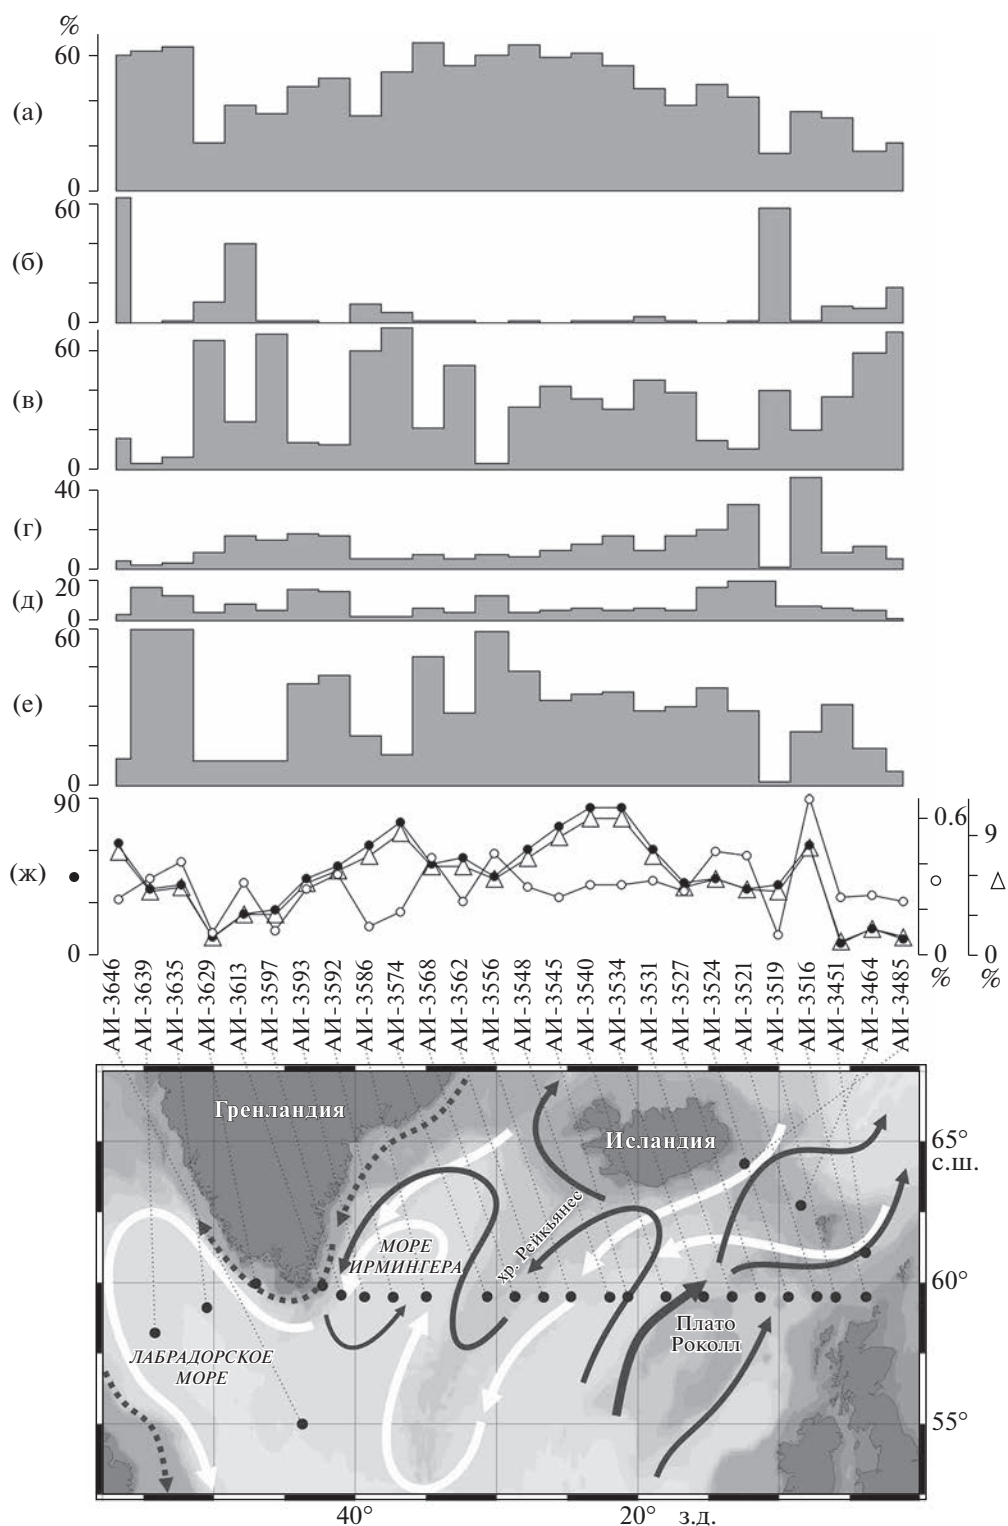 %
60
(а)
0
60
(б)
0
60
(в)
0
40
(г)
0
20
(д)
0
60
(е)
0
90
0.6
9
(ж)
0
0
0
%
%
АИ-3646
АИ-3639
АИ-3635
АИ-3629
АИ-3613
АИ-3597
АИ-3593
АИ-3592
АИ-3586
АИ-3574
АИ-3568
АИ-3562
АИ-3556
АИ-3548
АИ-3545
АИ-3540
АИ-3534
АИ-3531
АИ-3527
АИ-3524
АИ-3521
АИ-3519
АИ-3516
АИ-3451
АИ-3464
АИ-3485
Гренландия
Исландия
65°
с.ш.
хр. Рейкьянес
МОРЕ
ИРМИНГЕРА
60°
Плато
Роколл
ЛАБРАДОРСКОЕ
МОРЕ
55°
40°
20°
з.д.